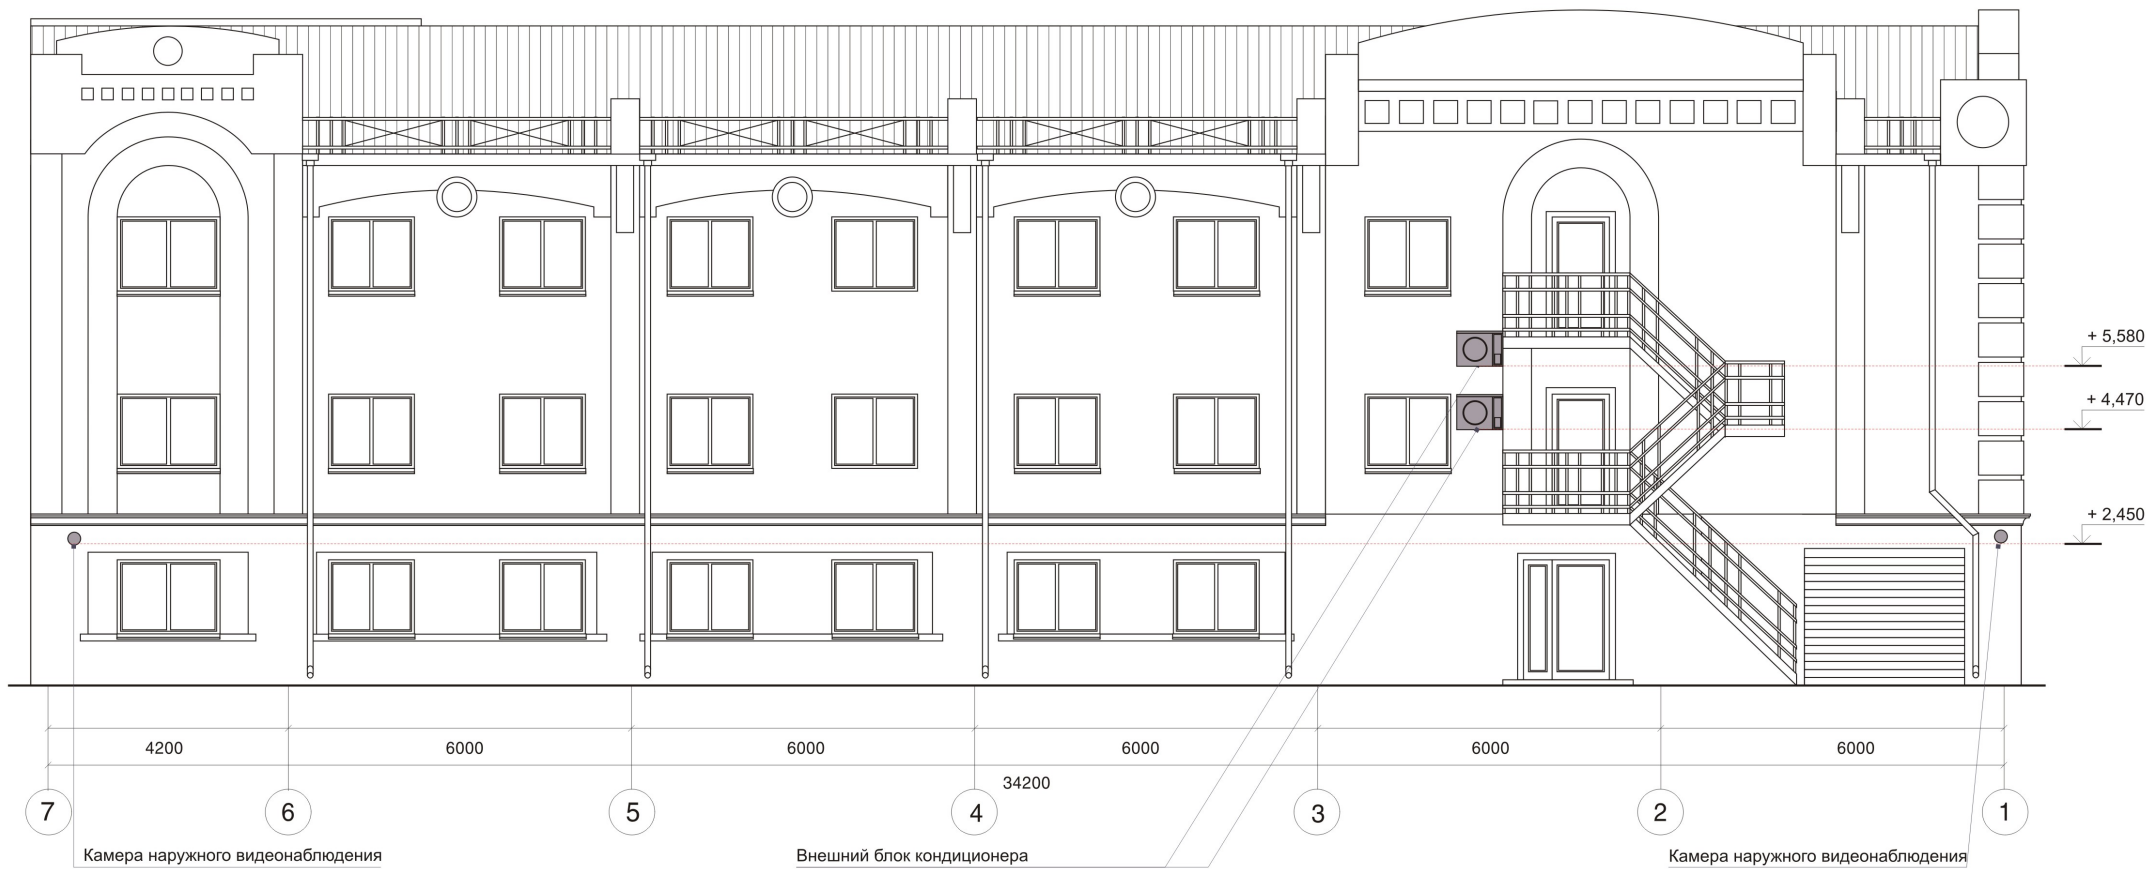 + 5,580
+ 4,470
+ 2,450
4200 6000 6000 6000 6000 6000
34200
7 6 5 4 3 2 1
Камера наружного видеонаблюдения Внешний блок кондиционера Камера наружного видеонаблюдения